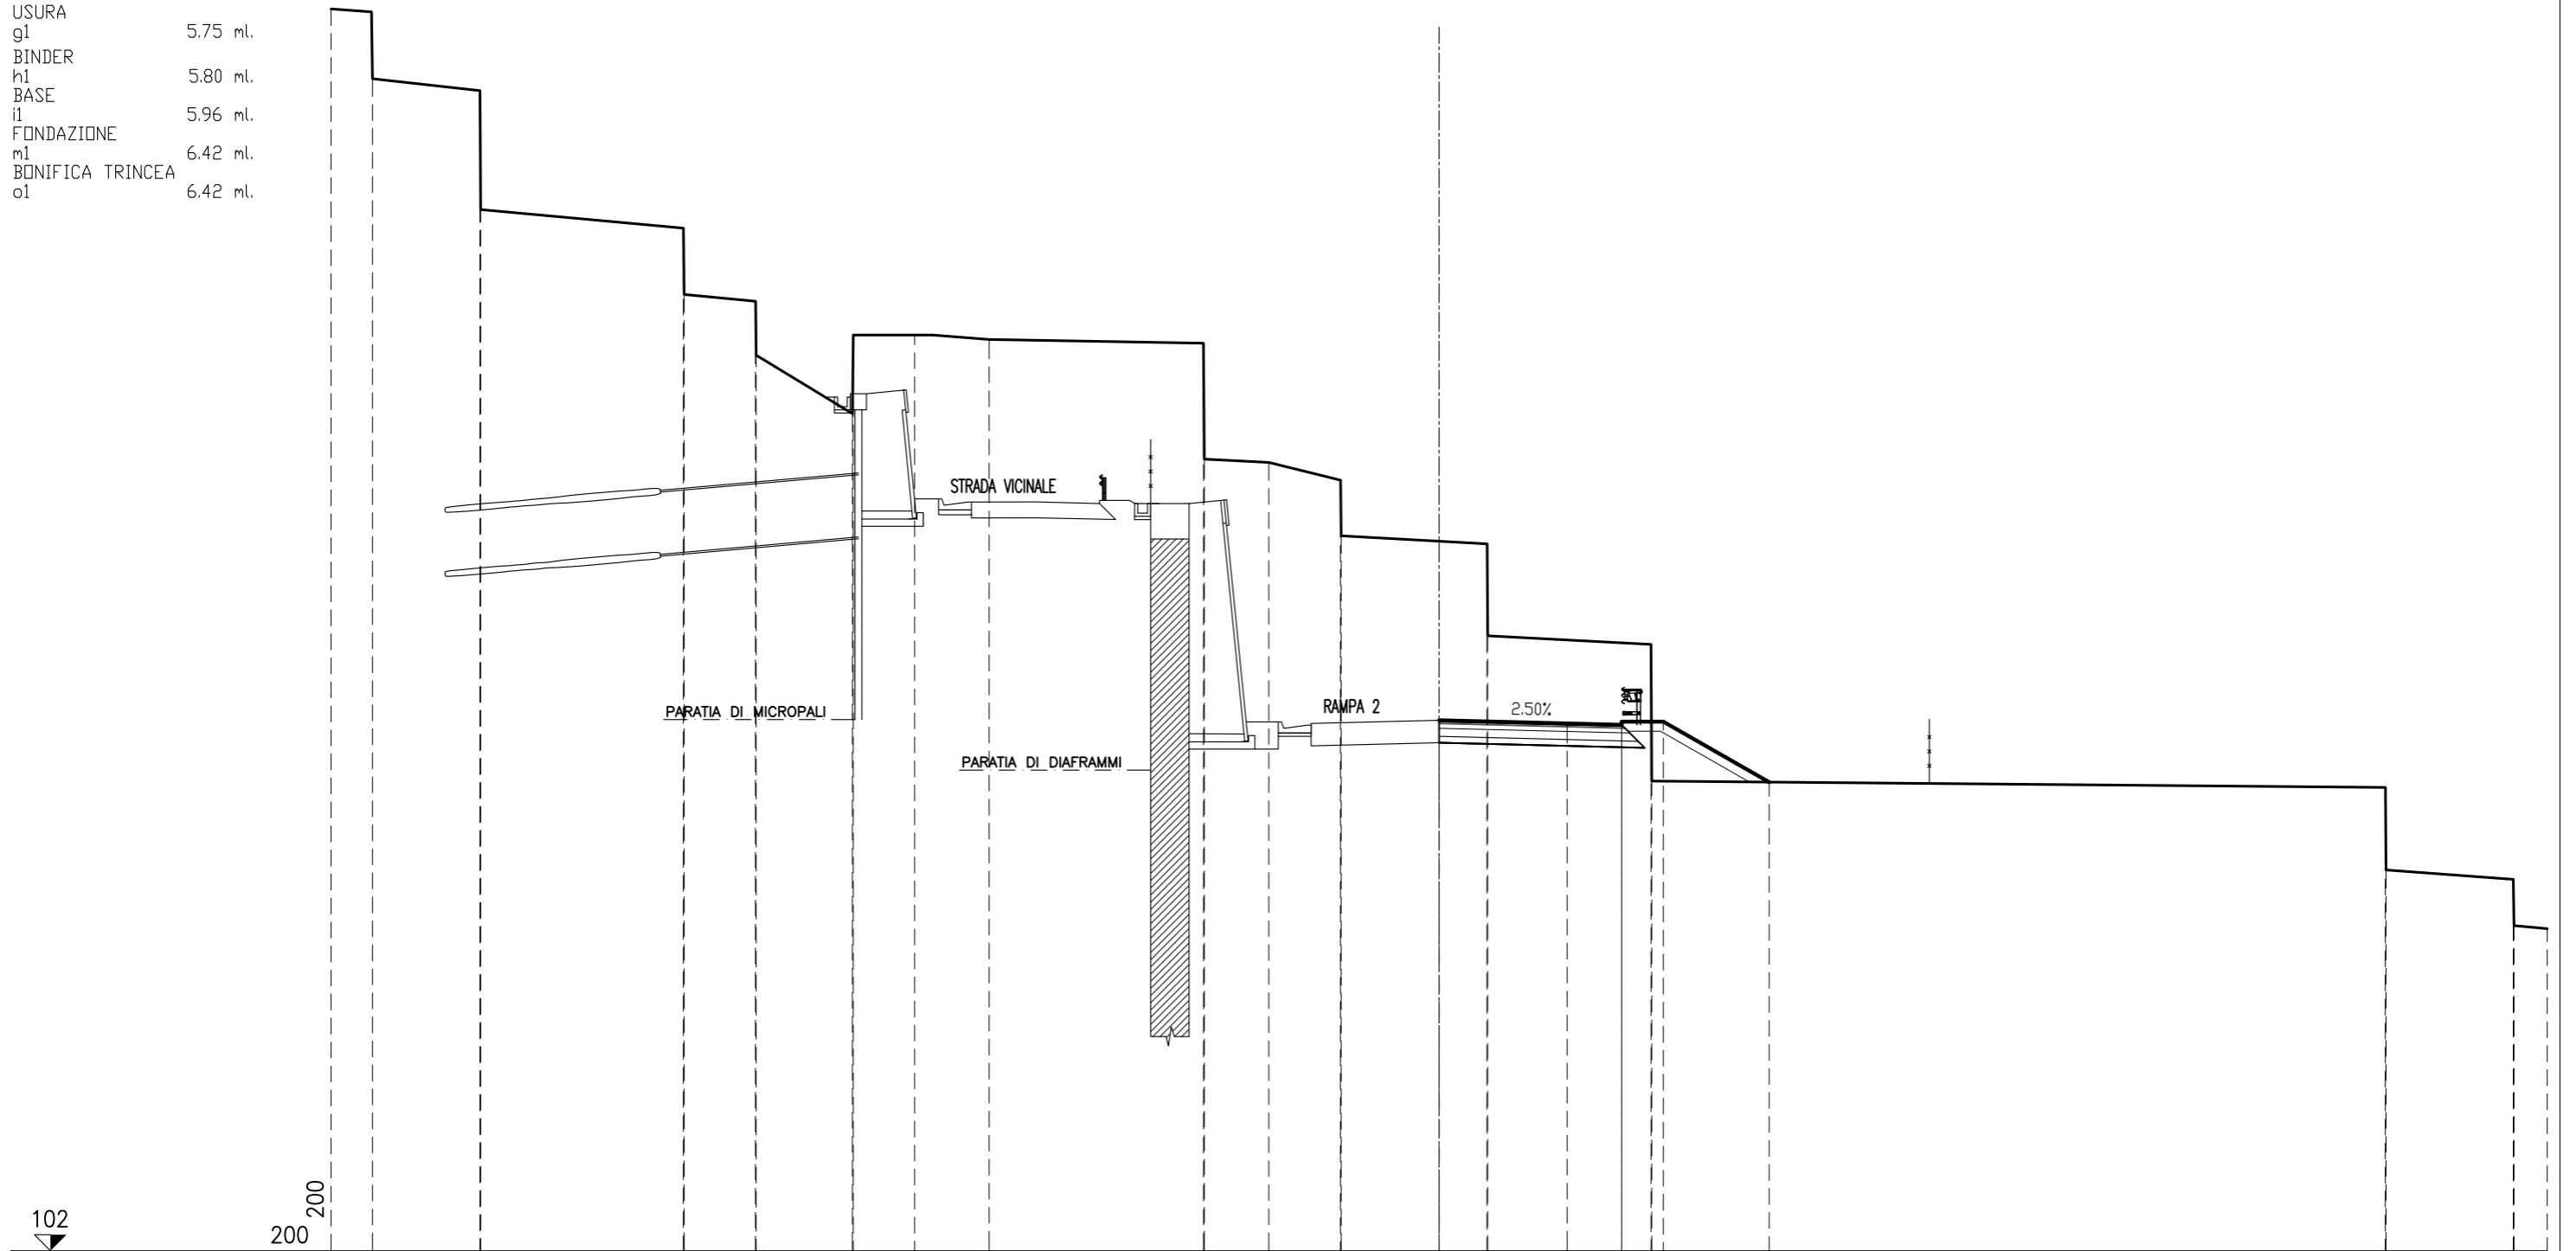 USURA
g1 5.75 ml.
BINDER
h1 5.80 ml.
BASE
i1 5.96 ml.
FONDAZIONE
m1 6.42 ml.
BONIFICA TRINCEA
o1 6.42 ml.
STRADA VICINALE
PARATIA DI MICROPALI
RAMPA 2
2.50%
PARATIA DI DIAFRAMMI
200
102
200